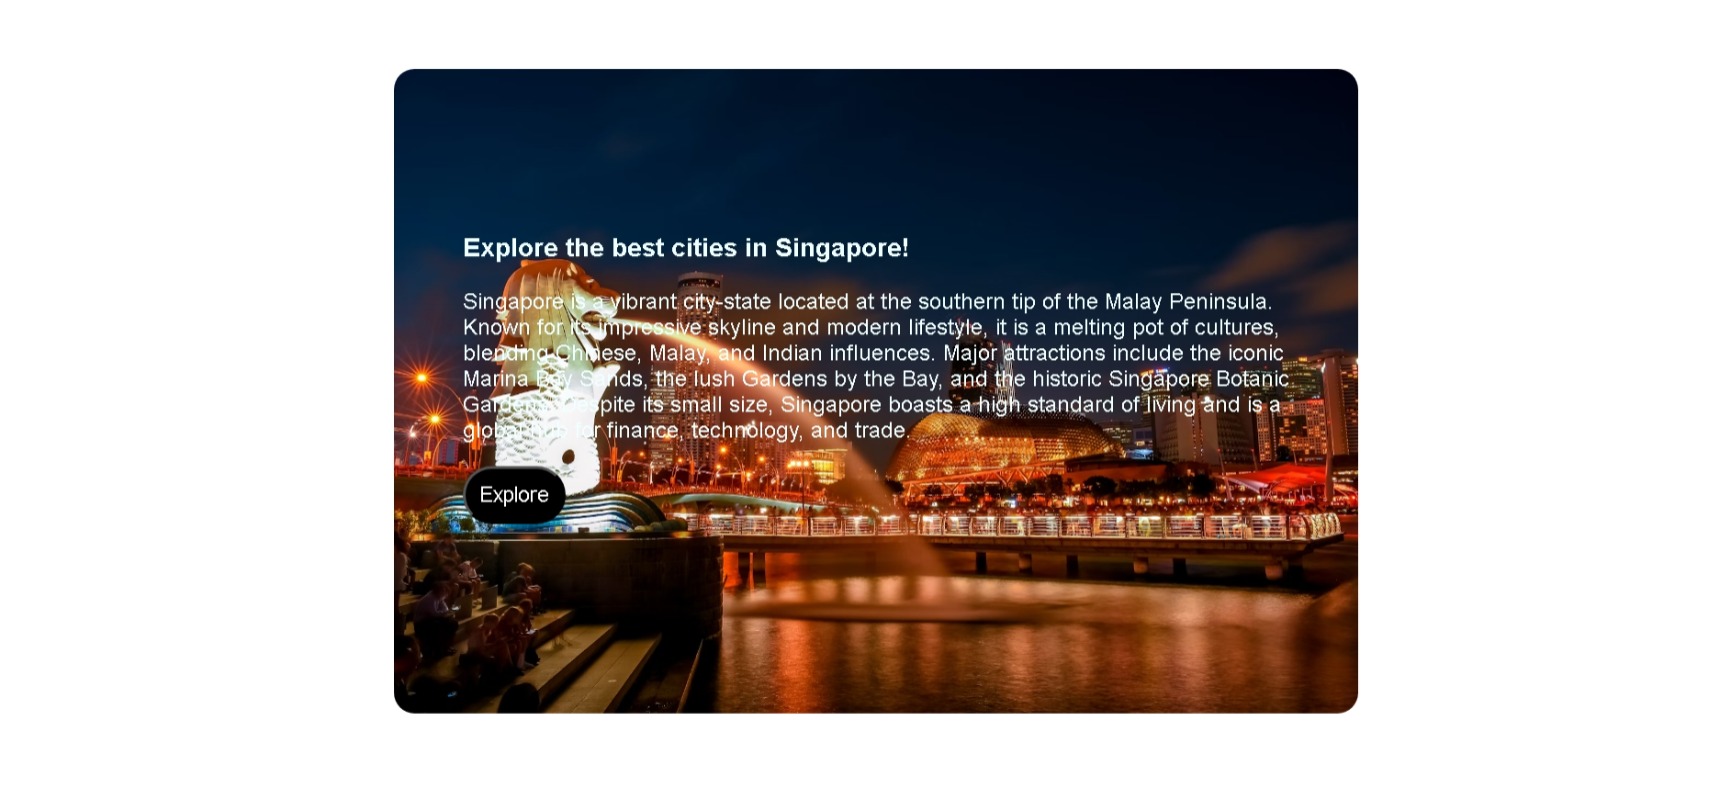 Explore the best cities in Singapore!
Singapore is a vibrant city-state located at the southern tip of the Malay Peninsula.
Known for its impressive skyline and modern lifestyle, it is a melting pot of cultures,
blending Chinese, Malay, and Indian influences. Major attractions include the iconic
Marina Bay Sands, the lush Gardens by the Bay, and the historic Singapore Botanic
Gardens. Despite its small size, Singapore boasts a high standard of living and is a
global hub for finance, technology, and trade.
Explore